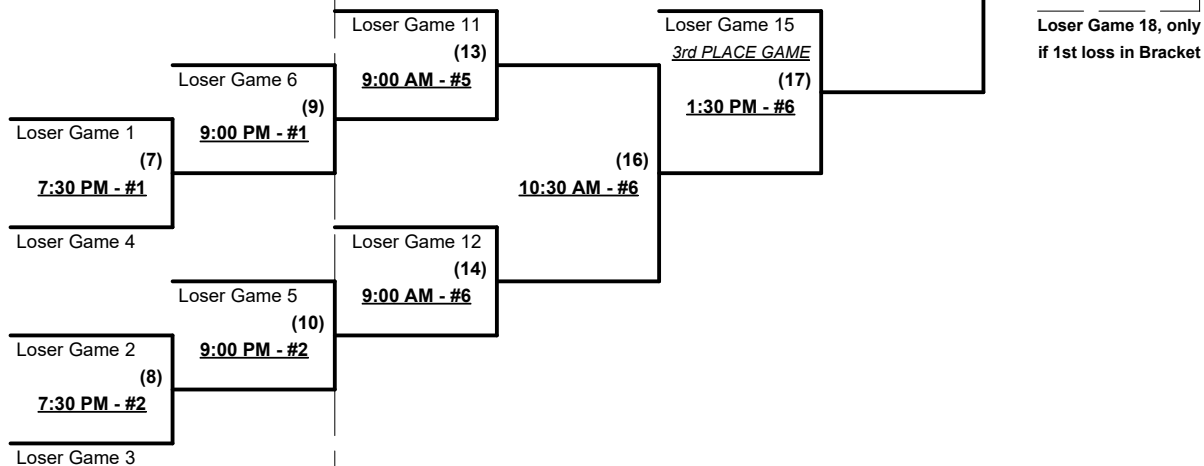 Loser Game 11
(13)
9:00 AM - #5
Loser Game 15
3rd PLACE GAME
(17)
1:30 PM - #6
Loser Game 18, only
if 1st loss in Bracket
Loser Game 6
(9)
9:00 PM - #1
Loser Game 1
(7)
7:30 PM - #1
Loser Game 4
(16)
10:30 AM - #6
Loser Game 12
(14)
9:00 AM - #6
Loser Game 5
(10)
9:00 PM - #2
Loser Game 2
(8)
7:30 PM - #2
Loser Game 3